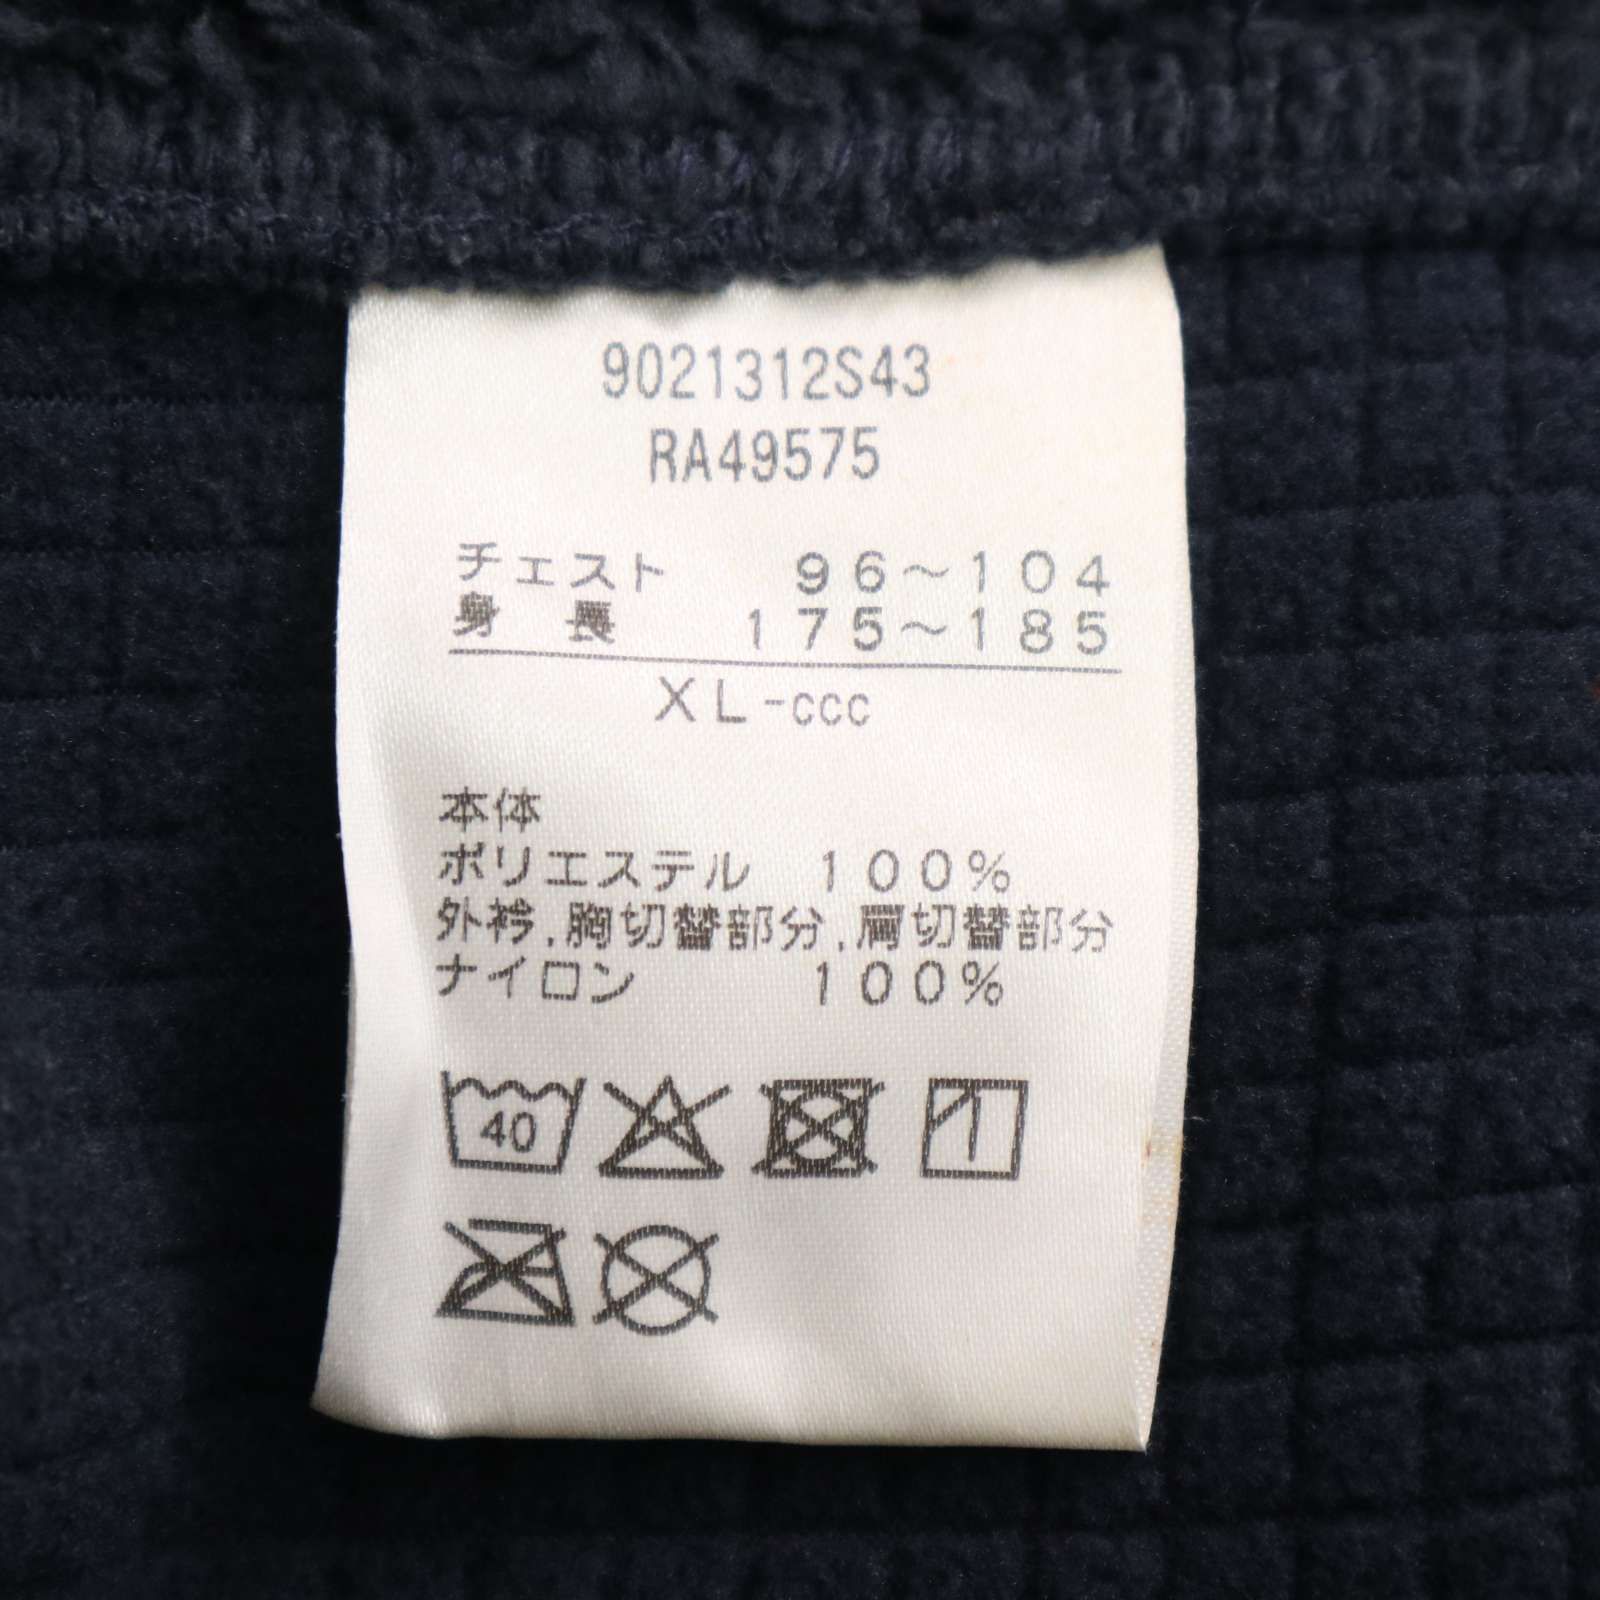 9021312S43
RA49575
チェスト 96～104
身長 175～185
XL-ccc
本体
ポリエステル 100%
外衿,胸切替部分,肩切替部分
ナイロン 100%
40